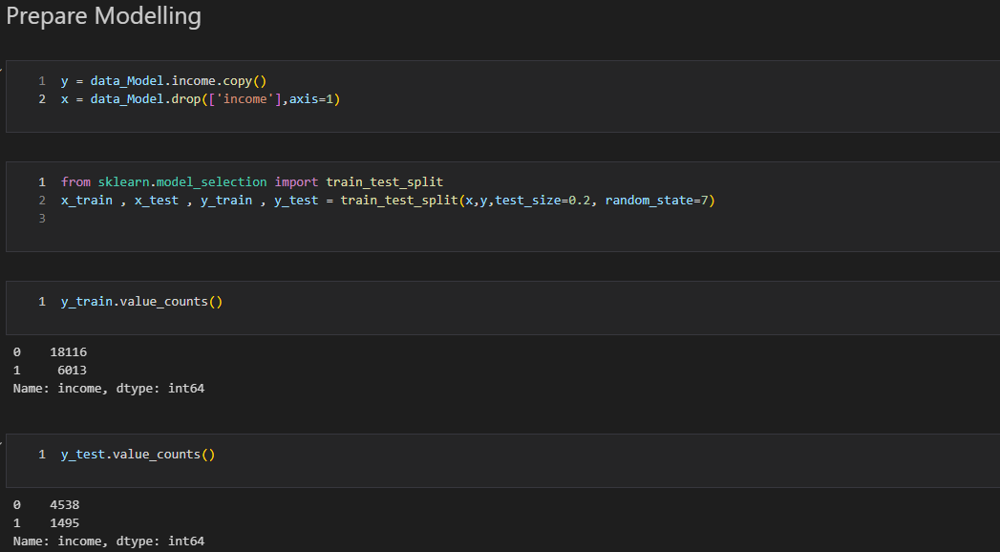 Prepare Modelling
1 y = data_Model.income.copy()
2 x = data_Model.drop(['income'],axis=1)
1 from sklearn.model_selection import train_test_split
2 x_train , x_test , y_train , y_test = train_test_split(x,y,test_size=0.2, random_state=7)
3
1 y_train.value_counts()
0    18116
1     6013
Name: income, dtype: int64
1 y_test.value_counts()
0    4538
1    1495
Name: income, dtype: int64